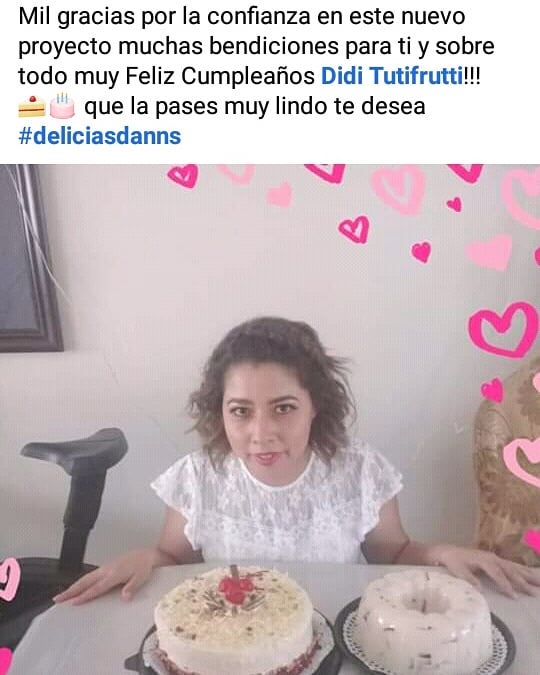 Mil gracias por la confianza en este nuevo
proyecto muchas bendiciones para ti y sobre
todo muy Feliz Cumpleaños Didi Tutifrutti!!!
🍰🎂 que la pases muy lindo te desea
#deliciasdanns